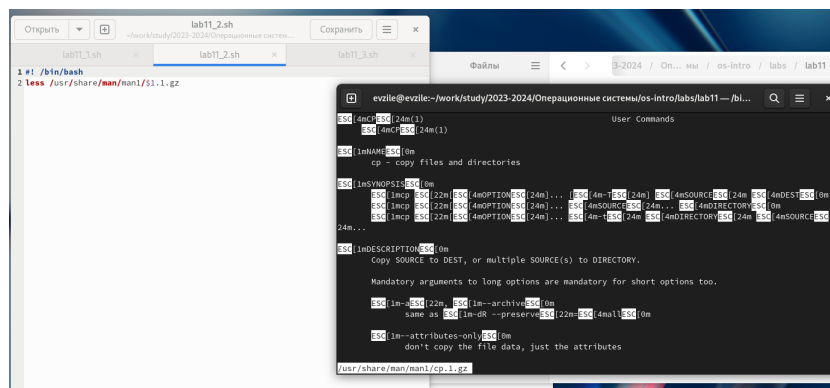 Открыть
lab11_2.sh
~/work/study/2023-2024/Операционные систем...
Сохранить
lab11_1.sh
lab11_2.sh
lab11_3.sh
1 #! /bin/bash
2 less /usr/share/man/man1/$1.1.gz
Файлы
3-2024 / Оп... мы / os-intro / labs / lab11
evzile@evzile:~/work/study/2023-2024/Операционные системы/os-intro/labs/lab11 — /bi...
ESC[4mCPESC[24m(1) User Commands
ESC[4mCPESC[24m(1)
ESC[1mNAMEESC[0m
cp - copy files and directories
ESC[1mSYNOPSISESC[0m
ESC[1mcp ESC[22m[ESC[4mOPTIONESC[24m]... [ESC[4m-TESC[24m] ESC[4mSOURCEESC[24m ESC[4mDESTESC[0m
ESC[1mcp ESC[22m[ESC[4mOPTIONESC[24m]... ESC[4mSOURCEESC[24m... ESC[4mDIRECTORYESC[0m
ESC[1mcp ESC[22m[ESC[4mOPTIONESC[24m]... ESC[4m-tESC[24m ESC[4mDIRECTORYESC[24m ESC[4mSOURCEESC[
24m...
ESC[1mDESCRIPTIONESC[0m
Copy SOURCE to DEST, or multiple SOURCE(s) to DIRECTORY.
Mandatory arguments to long options are mandatory for short options too.
ESC[1m-aESC[22m, ESC[1m--archiveESC[0m
same as ESC[1m-dR --preserveESC[22m=ESC[4mallESC[0m
ESC[1m--attributes-onlyESC[0m
don't copy the file data, just the attributes
/usr/share/man/man1/cp.1.gz